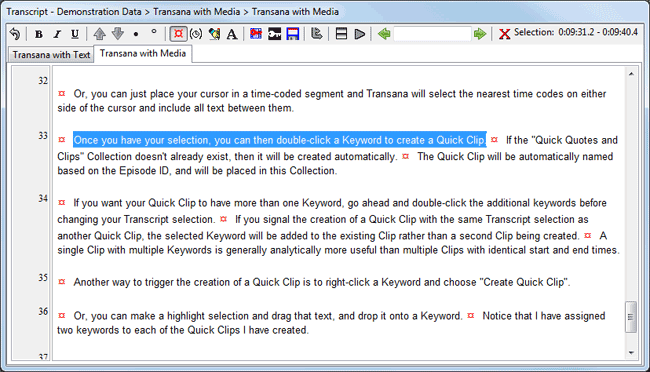 Transcript - Demonstration Data > Transana with Media > Transana with Media
B I U A Selection: 0:09:31.2 - 0:09:40.4
Transana with Text Transana with Media
32
¤ Or, you can just place your cursor in a time-coded segment and Transana will select the nearest time codes on either
side of the cursor and include all text between them.
33
¤ Once you have your selection, you can then double-click a Keyword to create a Quick Clip. ¤ If the "Quick Quotes and
Clips" Collection doesn't already exist, then it will be created automatically. ¤ The Quick Clip will be automatically named
based on the Episode ID, and will be placed in this Collection.
34
¤ If you want your Quick Clip to have more than one Keyword, go ahead and double-click the additional keywords before
changing your Transcript selection. ¤ If you signal the creation of a Quick Clip with the same Transcript selection as
another Quick Clip, the selected Keyword will be added to the existing Clip rather than a second Clip being created. ¤ A
single Clip with multiple Keywords is generally analytically more useful than multiple Clips with identical start and end times.
35
¤ Another way to trigger the creation of a Quick Clip is to right-click a Keyword and choose "Create Quick Clip".
36
¤ Or, you can make a highlight selection and drag that text, and drop it onto a Keyword. ¤ Notice that I have assigned
two keywords to each of the Quick Clips I have created.
37